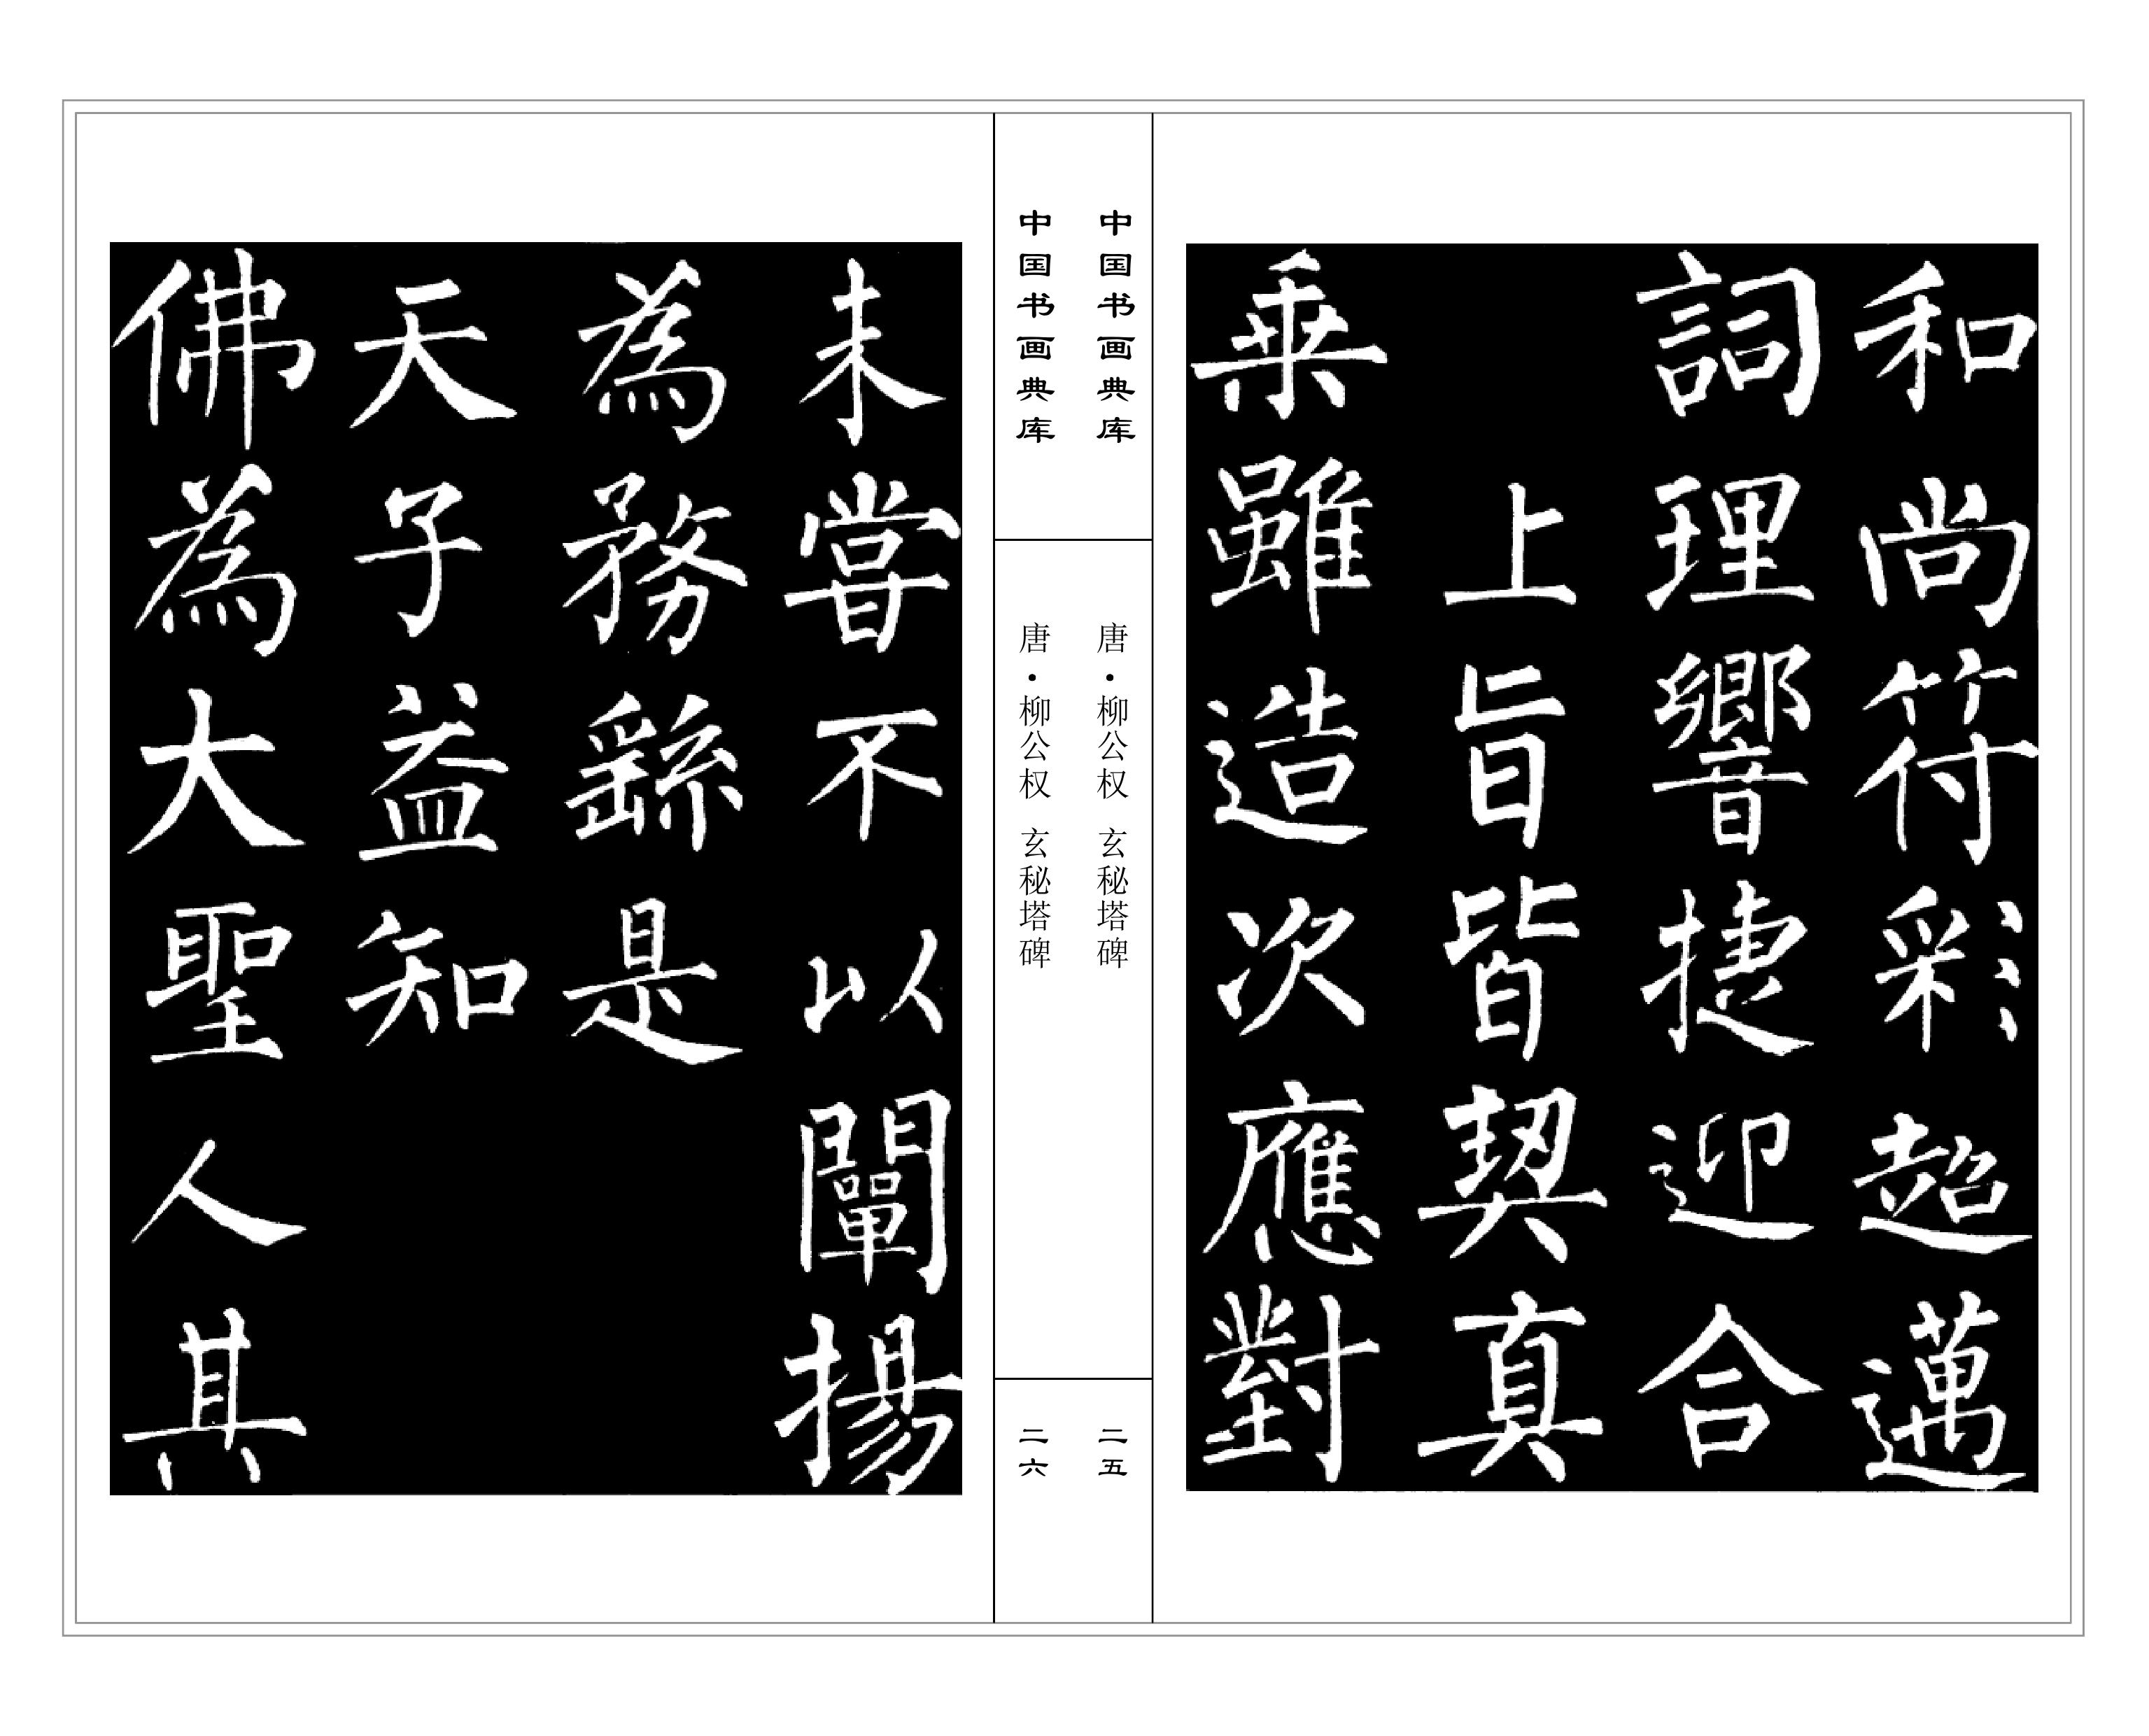 和尚符彩超邁
詞理響捷迎合
上旨皆契真
乗雖造次應對
中国书画典库
唐·柳公权 玄秘塔碑
二五
中国书画典库
唐·柳公权 玄秘塔碑
二六
未嘗不以闡揚
為務繇是
天子益知
佛為大聖人其